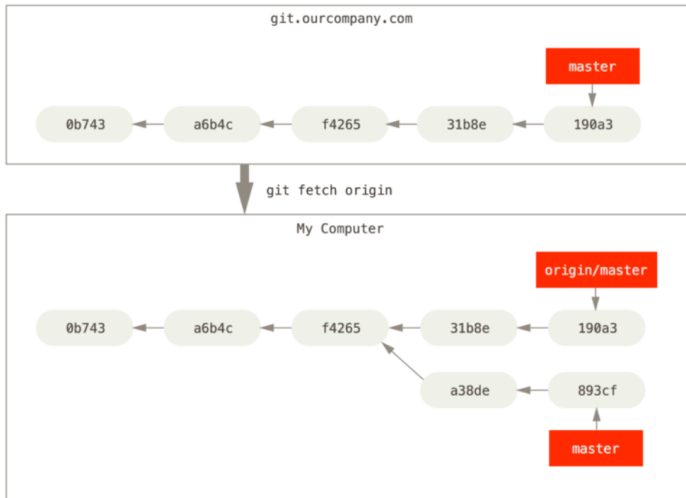 git.ourcompany.com
master
0b743 a6b4c f4265 31b8e 190a3
git fetch origin
My Computer
origin/master
0b743 a6b4c f4265 31b8e 190a3
a38de 893cf
master